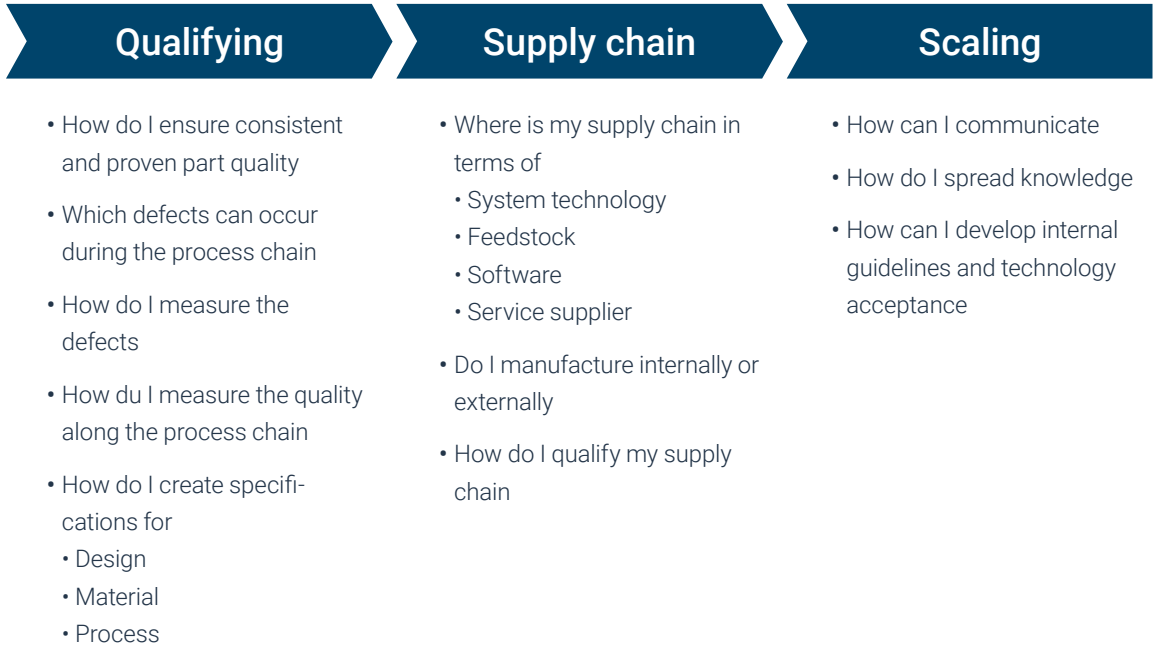 Qualifying
• How do I ensure consistent
and proven part quality
• Which defects can occur
during the process chain
• How do I measure the
defects
• How du I measure the quality
along the process chain
• How do I create specifi-
cations for
• Design
• Material
• Process
Supply chain
• Where is my supply chain in
terms of
• System technology
• Feedstock
• Software
• Service supplier
• Do I manufacture internally or
externally
• How do I qualify my supply
chain
Scaling
• How can I communicate
• How do I spread knowledge
• How can I develop internal
guidelines and technology
acceptance